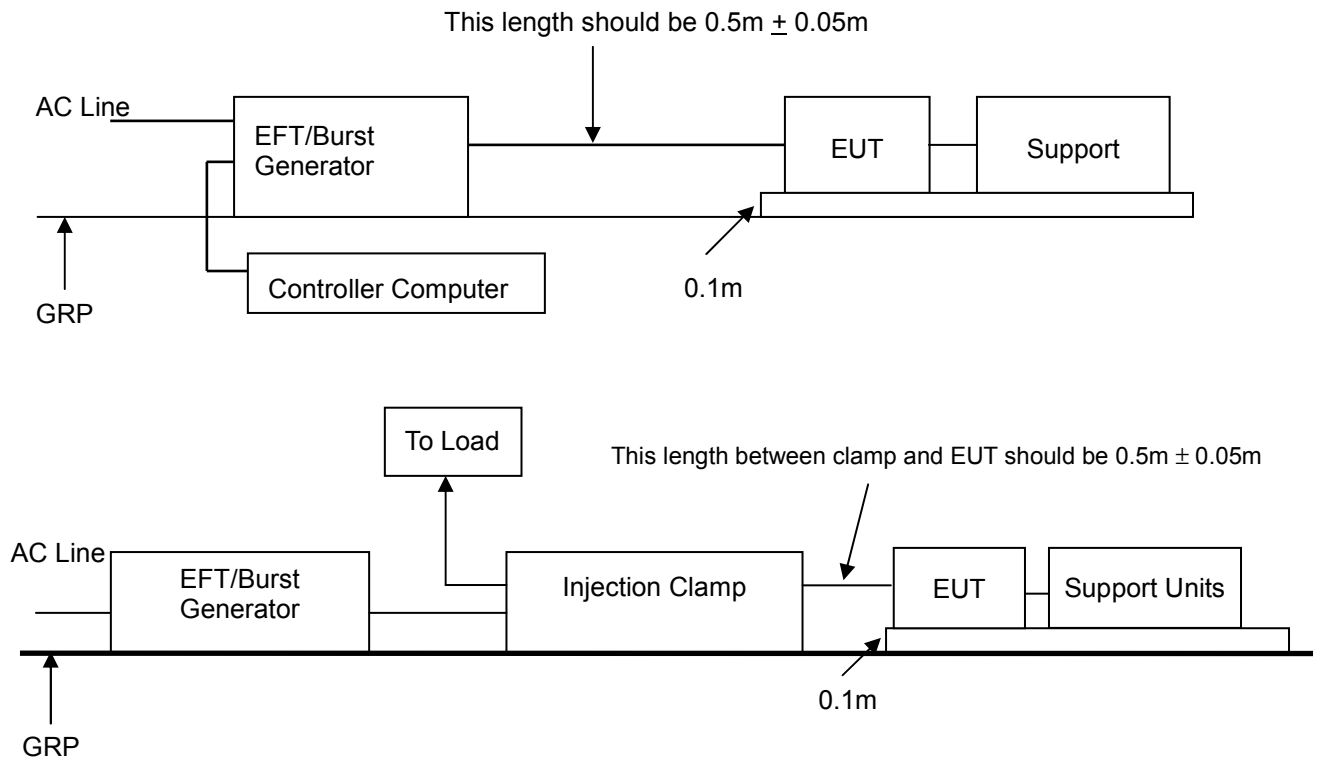 This length should be 0.5m ± 0.05m
AC Line
EFT/Burst
Generator
EUT
Support
Controller Computer
0.1m
GRP
To Load
This length between clamp and EUT should be 0.5m ± 0.05m
AC Line
EFT/Burst
Generator
Injection Clamp
EUT
Support Units
0.1m
GRP